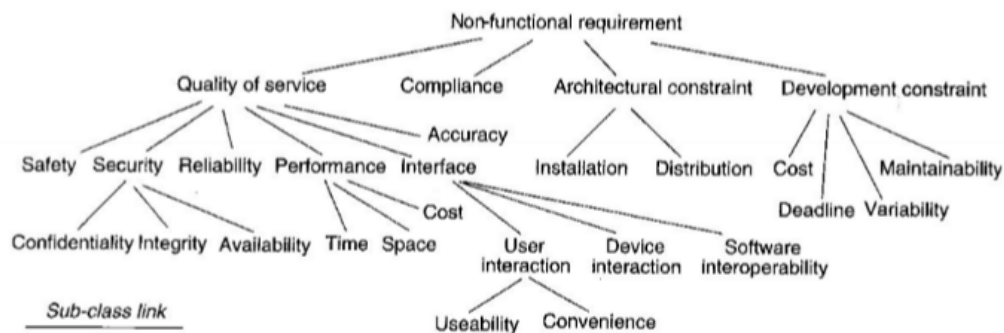 Non-functional requirement
Quality of service Compliance Architectural constraint Development constraint
Accuracy
Safety Security Reliability Performance Interface Installation Distribution Cost Maintainability
Cost Deadline Variability
Confidentiality Integrity Availability Time Space User interaction Device interaction Software interoperability
Sub-class link
Useability Convenience